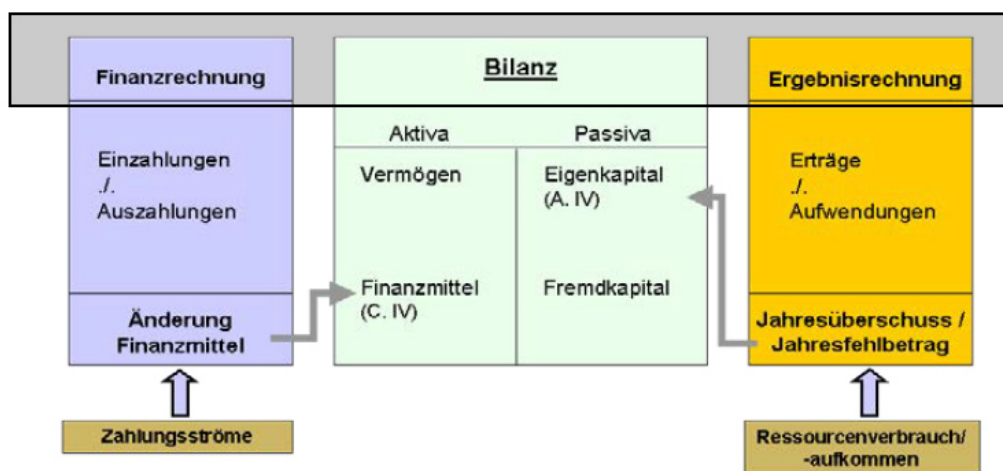 Finanzrechnung
Einzahlungen
./.
Auszahlungen
Änderung
Finanzmittel
Zahlungsströme
Bilanz
Aktiva
Passiva
Vermögen
Eigenkapital
(A. IV)
Finanzmittel
(C. IV)
Fremdkapital
Ergebnisrechnung
Erträge
./.
Aufwendungen
Jahresüberschuss /
Jahresfehlbetrag
Ressourcenverbrauch/
-aufkommen